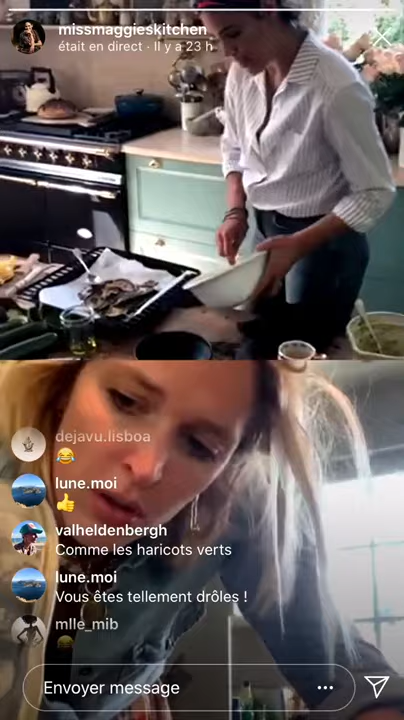 missmaggieskitchen
était en direct · Il y a 23 h
dejavu.lisboa
😂
lune.moi
👍
valheldenbergh
Comme les haricots verts
lune.moi
Vous êtes tellement drôles !
mlle_mib
😂
Envoyer message